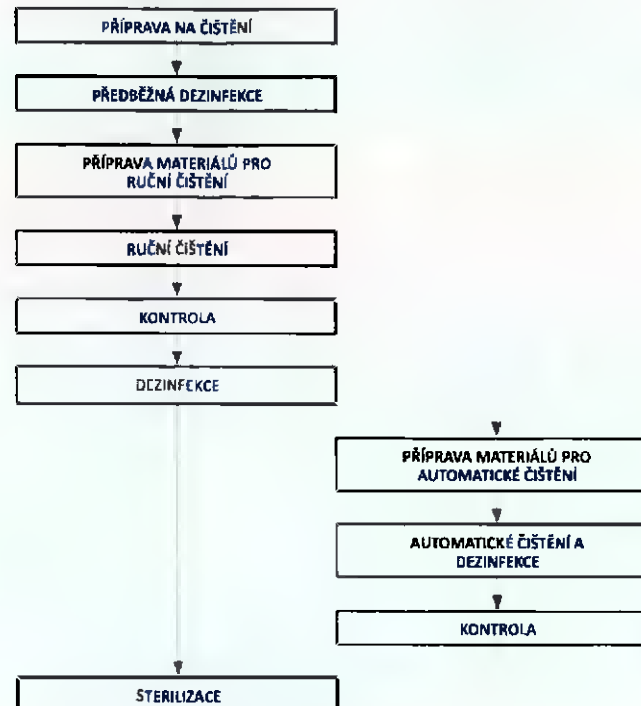 PŘÍPRAVA NA ČIŠTĚNÍ
PŘEDBĚŽNÁ DEZINFEKCE
PŘÍPRAVA MATERIÁLŮ PRO
RUČNÍ ČIŠTĚNÍ
RUČNÍ ČIŠTĚNÍ
KONTROLA
DEZINFEKCE
PŘÍPRAVA MATERIÁLŮ PRO
AUTOMATICKÉ ČIŠTĚNÍ
AUTOMATICKÉ ČIŠTĚNÍ A
DEZINFEKCE
KONTROLA
STERILIZACE